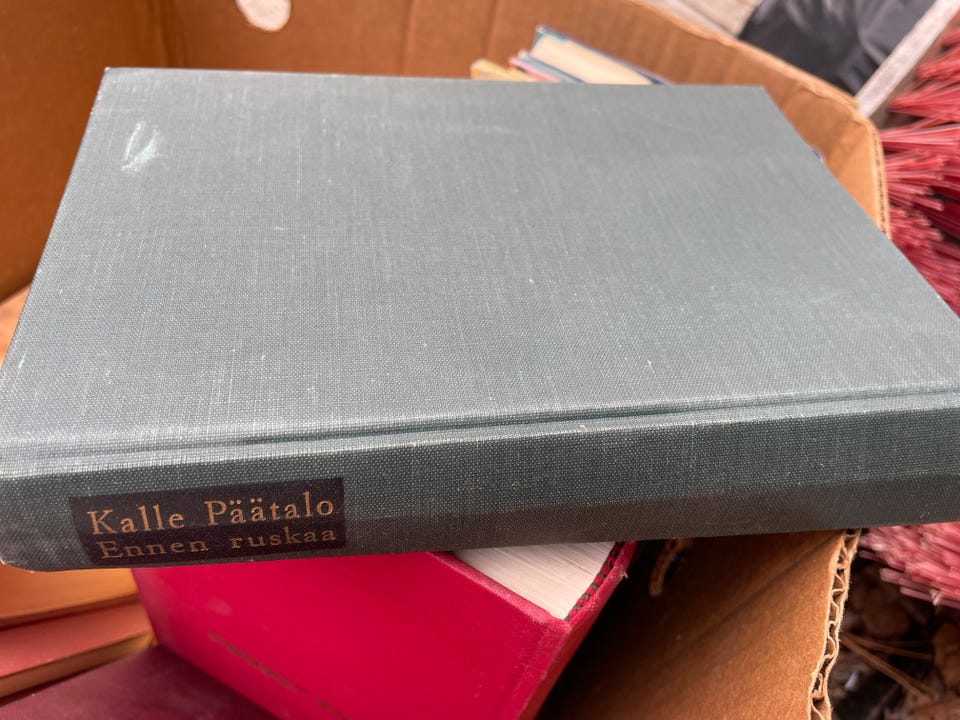 Kalle Päätalo
Ennen ruskaa